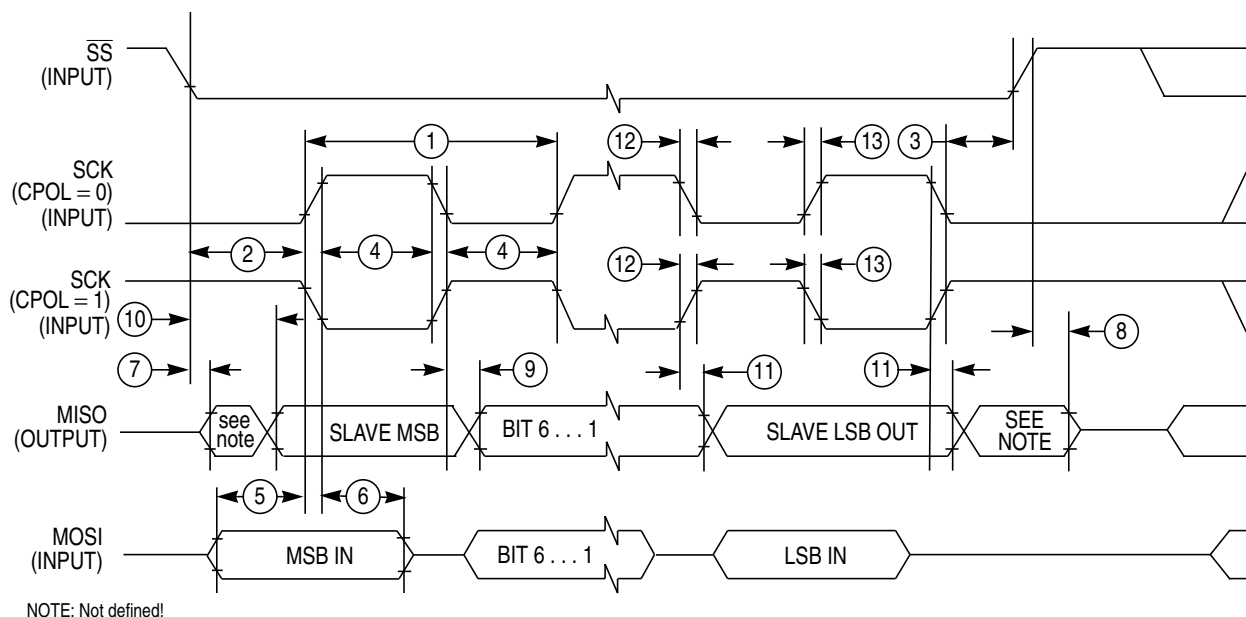 SS
(INPUT)
1
12
13
3
SCK
(CPOL = 0)
(INPUT)
2
4
4
12
13
SCK
(CPOL = 1)
(INPUT)
10
8
7
9
11
11
MISO
(OUTPUT)
see
note
SLAVE MSB
BIT 6 . . . 1
SLAVE LSB OUT
SEE
NOTE
5
6
MOSI
(INPUT)
MSB IN
BIT 6 . . . 1
LSB IN
NOTE: Not defined!